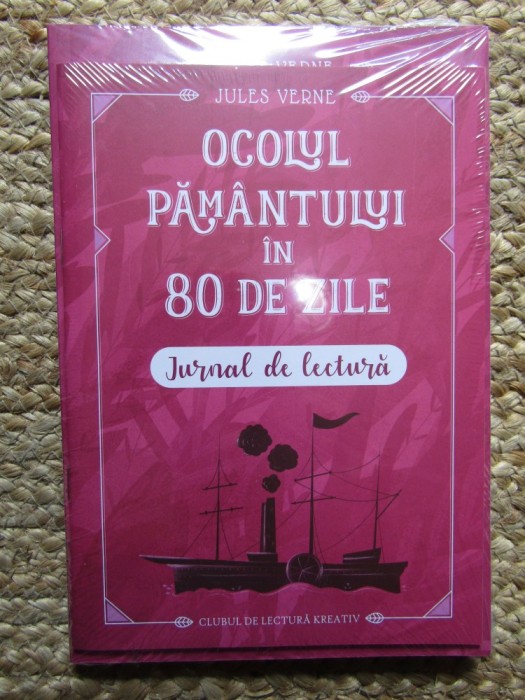 JULES VERNE
OCOLUL
PĂMÂNTULUI
ÎN
80 DE ZILE
Jurnal de lectură
CLUBUL DE LECTURĂ KREATIV